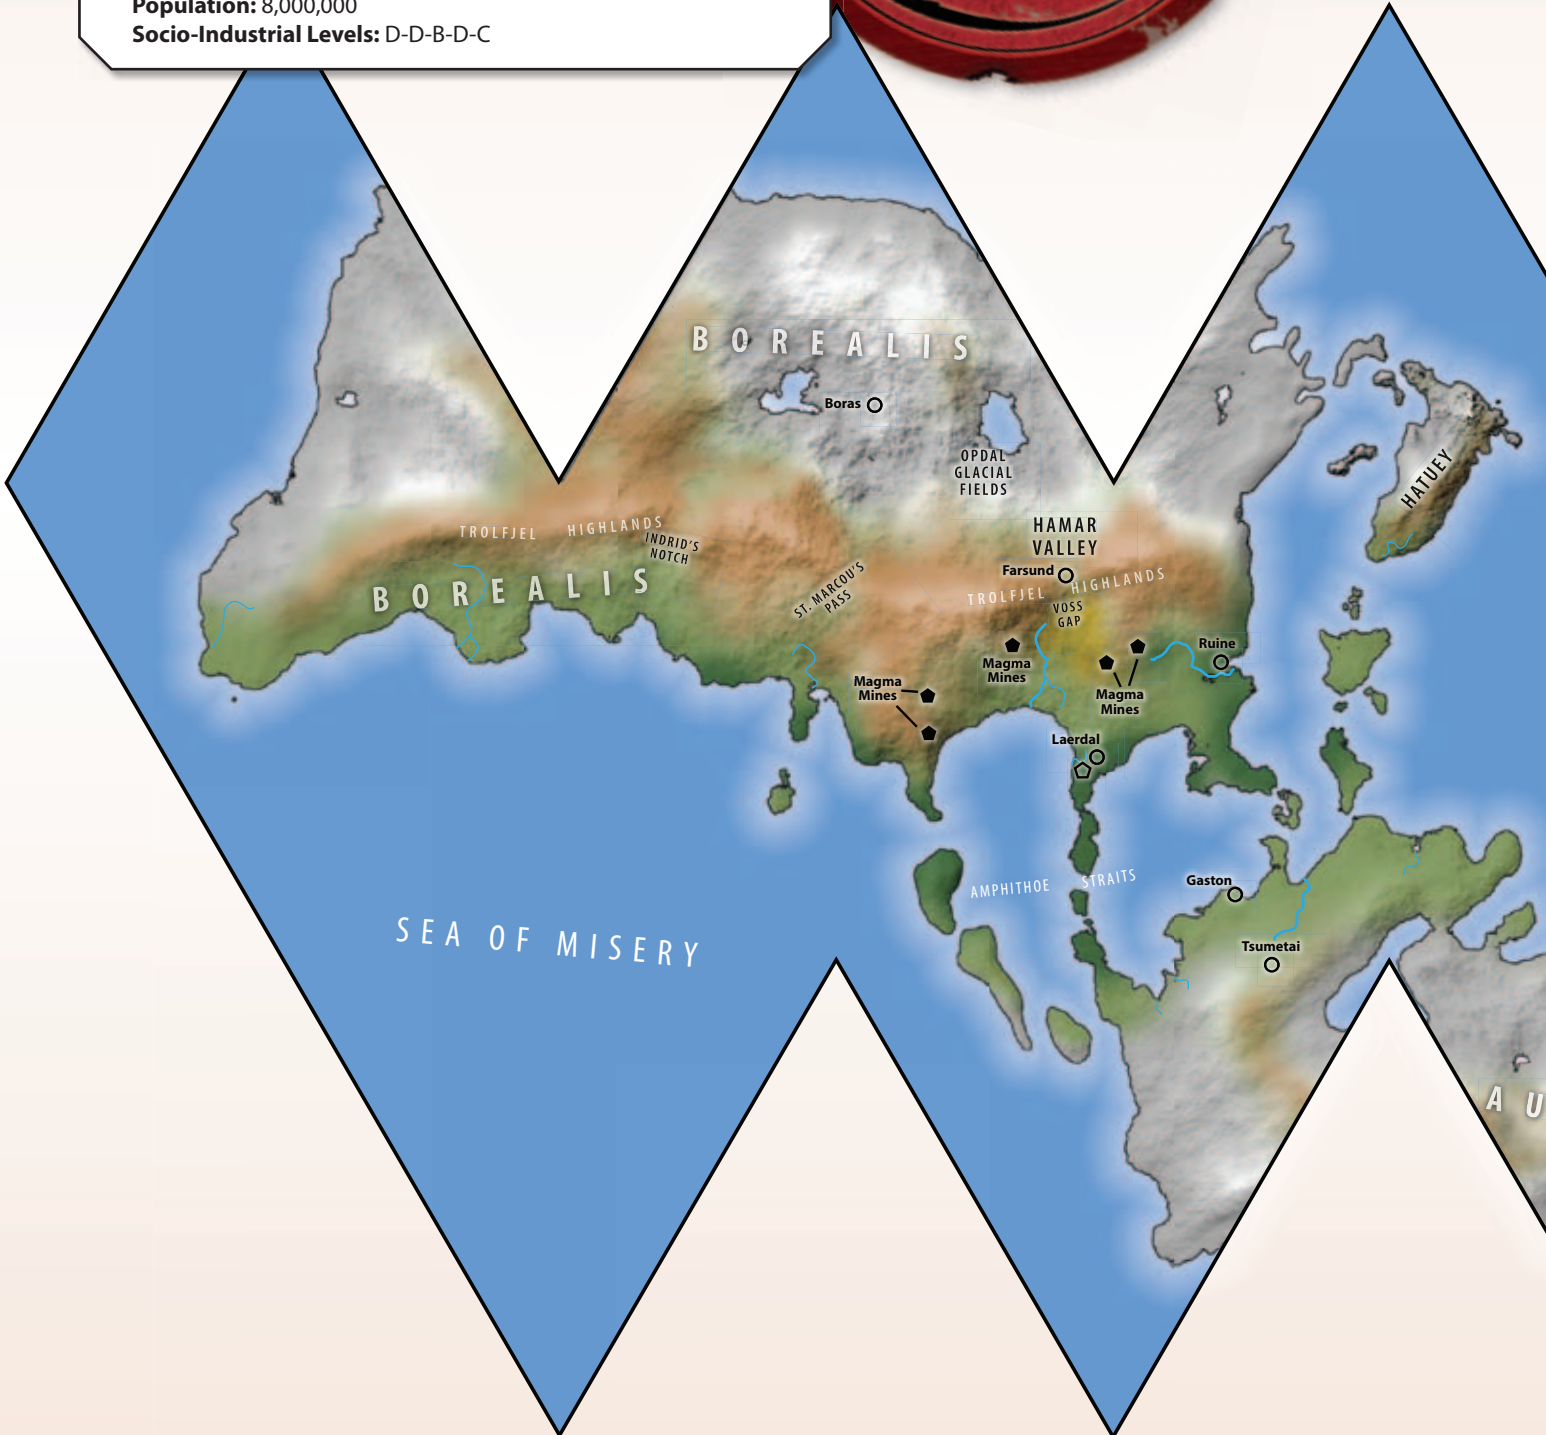 Population: 8,000,000
Socio-Industrial Levels: D-D-B-D-C
BOREALIS
Boras
OPDAL
GLACIAL
FIELDS
HATUEY
TROLFJEL HIGHLANDS
INDRID'S
NOTCH
HAMAR
VALLEY
BOREALIS
ST. MARCOU'S
PASS
Farsund
TROLFJEL HIGHLANDS
VOSS
GAP
Magma
Mines
Ruine
Magma
Mines
Magma
Mines
Laerdal
AMPHITHOE STRAITS
Gaston
SEA OF MISERY
Tsumetai
AU